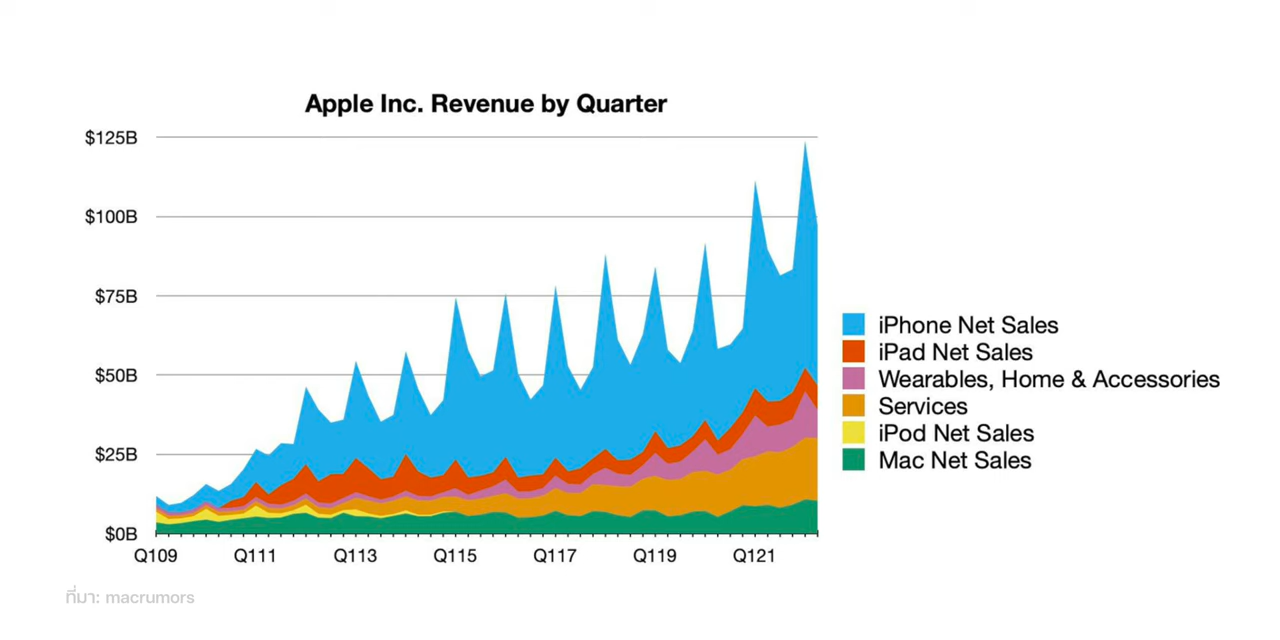 Apple Inc. Revenue by Quarter
$125B
$100B
$75B
$50B
$25B
$0B
Q109 Q111 Q113 Q115 Q117 Q119 Q121
iPhone Net Sales
iPad Net Sales
Wearables, Home & Accessories
Services
iPod Net Sales
Mac Net Sales
ที่มา: macrumors